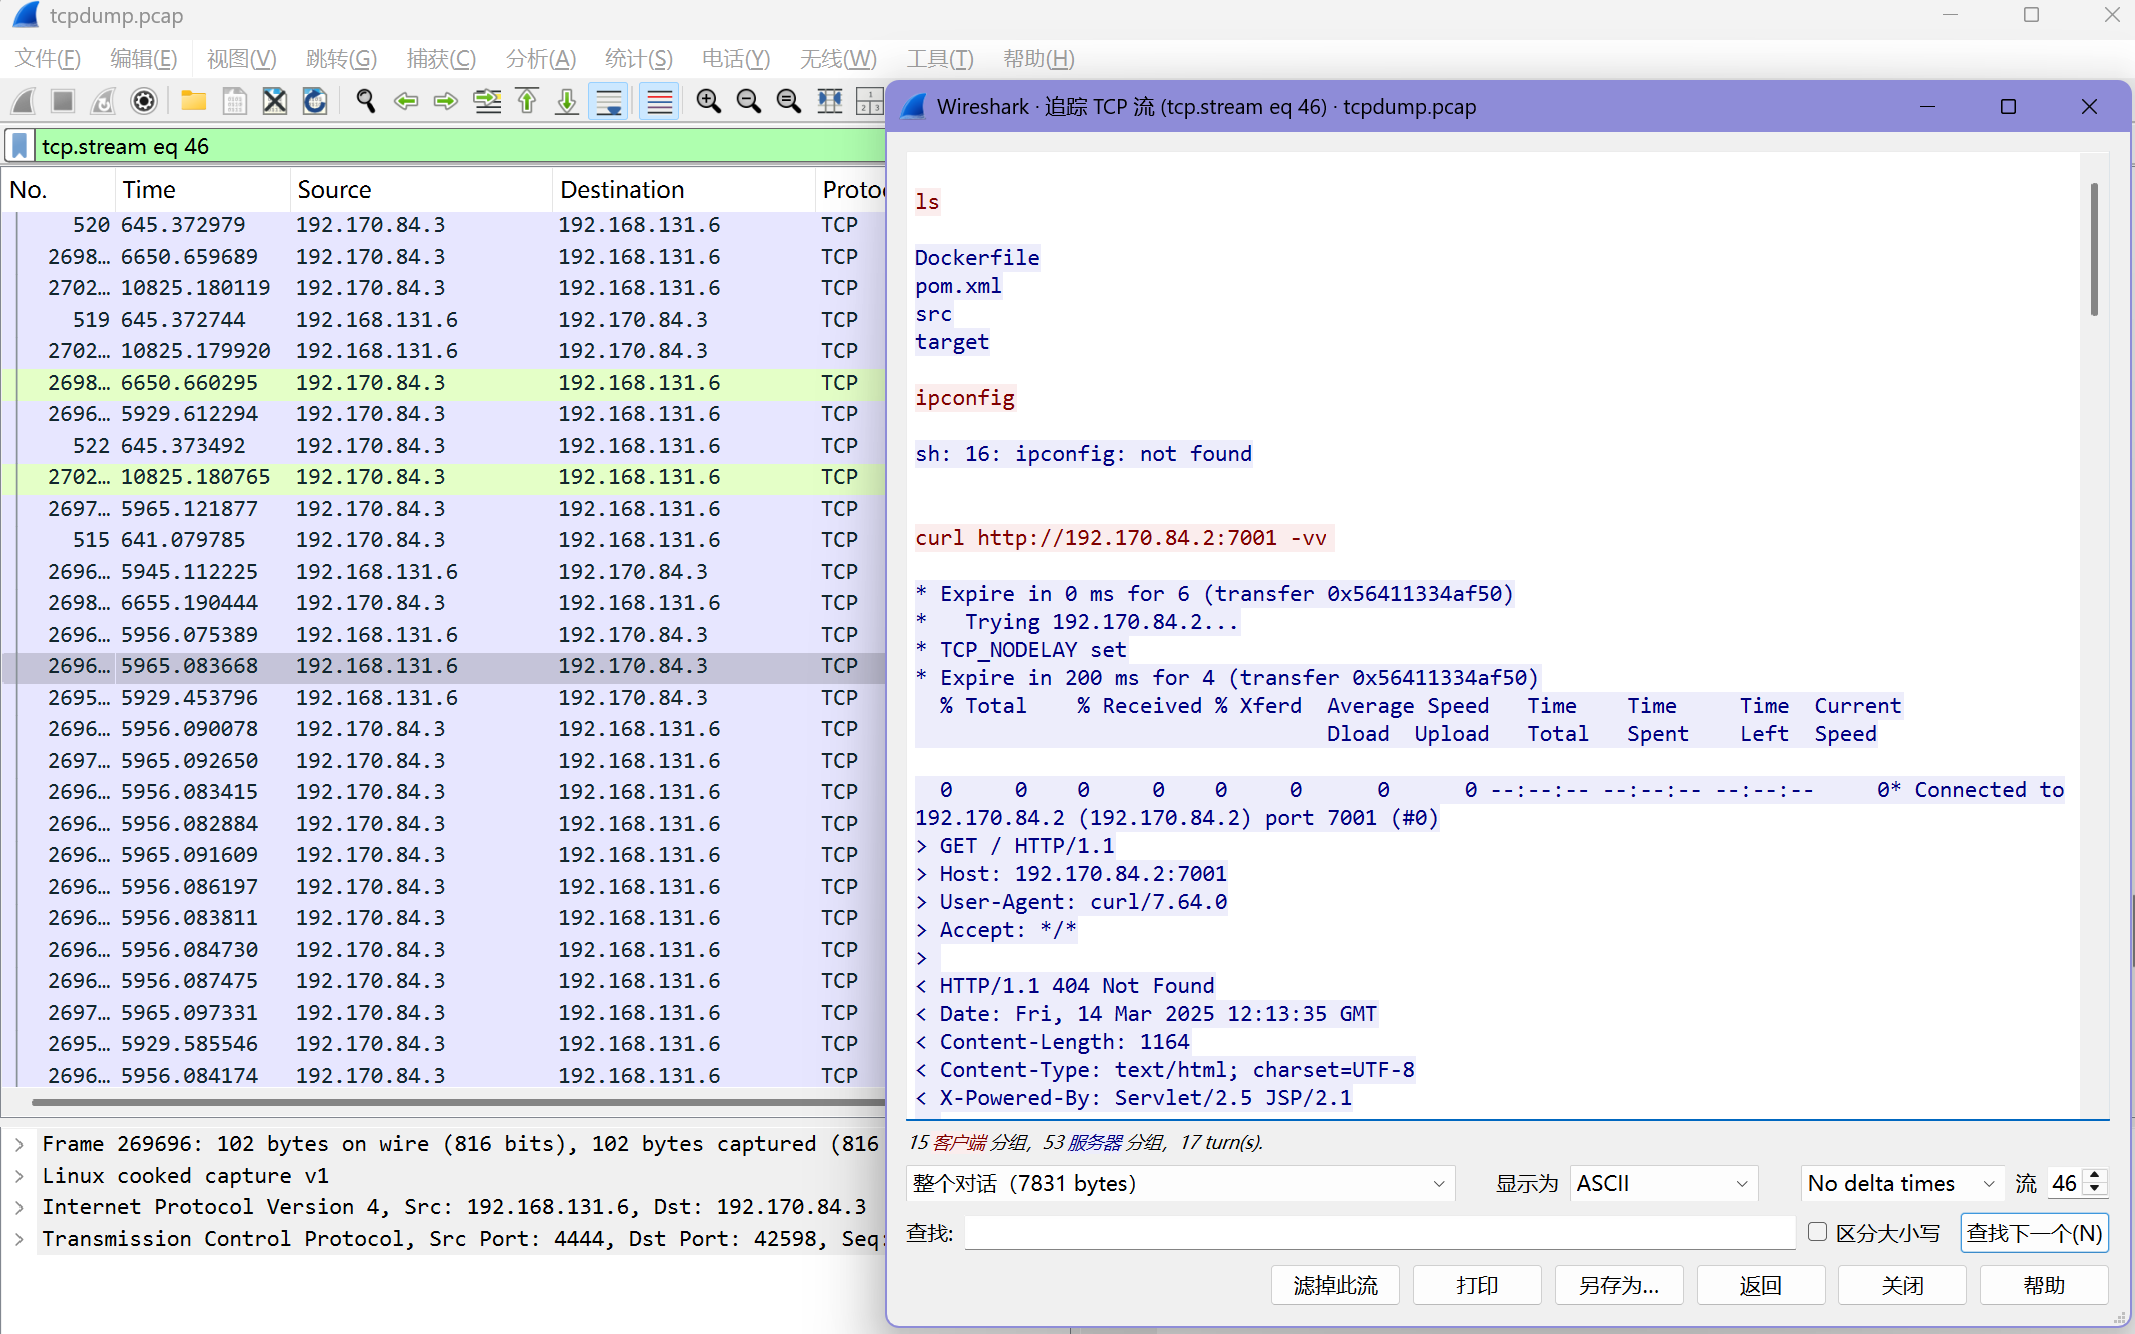 tcpdump.pcap
文件(F) 编辑(E) 视图(V) 跳转(G) 捕获(C) 分析(A) 统计(S) 电话(Y) 无线(W) 工具(T) 帮助(H)
tcp.stream eq 46
No. Time Source Destination Protoc
520 645.372979 192.170.84.3 192.168.131.6 TCP
2698… 6650.659689 192.170.84.3 192.168.131.6 TCP
2702… 10825.180119 192.170.84.3 192.168.131.6 TCP
519 645.372744 192.168.131.6 192.170.84.3 TCP
2702… 10825.179920 192.168.131.6 192.170.84.3 TCP
2698… 6650.660295 192.170.84.3 192.168.131.6 TCP
2696… 5929.612294 192.170.84.3 192.168.131.6 TCP
522 645.373492 192.170.84.3 192.168.131.6 TCP
2702… 10825.180765 192.170.84.3 192.168.131.6 TCP
2697… 5965.121877 192.170.84.3 192.168.131.6 TCP
515 641.079785 192.170.84.3 192.168.131.6 TCP
2696… 5945.112225 192.168.131.6 192.170.84.3 TCP
2698… 6655.190444 192.170.84.3 192.168.131.6 TCP
2696… 5956.075389 192.168.131.6 192.170.84.3 TCP
2696… 5965.083668 192.168.131.6 192.170.84.3 TCP
2695… 5929.453796 192.168.131.6 192.170.84.3 TCP
2696… 5956.090078 192.170.84.3 192.168.131.6 TCP
2697… 5965.092650 192.170.84.3 192.168.131.6 TCP
2696… 5956.083415 192.170.84.3 192.168.131.6 TCP
2696… 5956.082884 192.170.84.3 192.168.131.6 TCP
2696… 5965.091609 192.170.84.3 192.168.131.6 TCP
2696… 5956.086197 192.170.84.3 192.168.131.6 TCP
2696… 5956.083811 192.170.84.3 192.168.131.6 TCP
2696… 5956.084730 192.170.84.3 192.168.131.6 TCP
2696… 5956.087475 192.170.84.3 192.168.131.6 TCP
2697… 5965.097331 192.170.84.3 192.168.131.6 TCP
2695… 5929.585546 192.170.84.3 192.168.131.6 TCP
2696… 5956.084174 192.170.84.3 192.168.131.6 TCP
Frame 269696: 102 bytes on wire (816 bits), 102 bytes captured (816
Linux cooked capture v1
Internet Protocol Version 4, Src: 192.168.131.6, Dst: 192.170.84.3
Transmission Control Protocol, Src Port: 4444, Dst Port: 42598, Seq:
Wireshark · 追踪 TCP 流 (tcp.stream eq 46) · tcpdump.pcap
ls
Dockerfile
pom.xml
src
target
ipconfig
sh: 16: ipconfig: not found
curl http://192.170.84.2:7001 -vv
* Expire in 0 ms for 6 (transfer 0x56411334af50)
*   Trying 192.170.84.2...
* TCP_NODELAY set
* Expire in 200 ms for 4 (transfer 0x56411334af50)
% Total    % Received % Xferd  Average Speed   Time    Time     Time  Current
Dload  Upload   Total   Spent    Left  Speed
0     0    0     0    0     0      0      0 --:--:-- --:--:-- --:--:--     0* Connected to
192.170.84.2 (192.170.84.2) port 7001 (#0)
> GET / HTTP/1.1
> Host: 192.170.84.2:7001
> User-Agent: curl/7.64.0
> Accept: */*
>
< HTTP/1.1 404 Not Found
< Date: Fri, 14 Mar 2025 12:13:35 GMT
< Content-Length: 1164
< Content-Type: text/html; charset=UTF-8
< X-Powered-By: Servlet/2.5 JSP/2.1
15 客户端 分组, 53 服务器 分组, 17 turn(s).
整个对话 (7831 bytes) 显示为 ASCII No delta times 流 46
查找: 区分大小写 查找下一个(N)
滤掉此流 打印 另存为… 返回 关闭 帮助